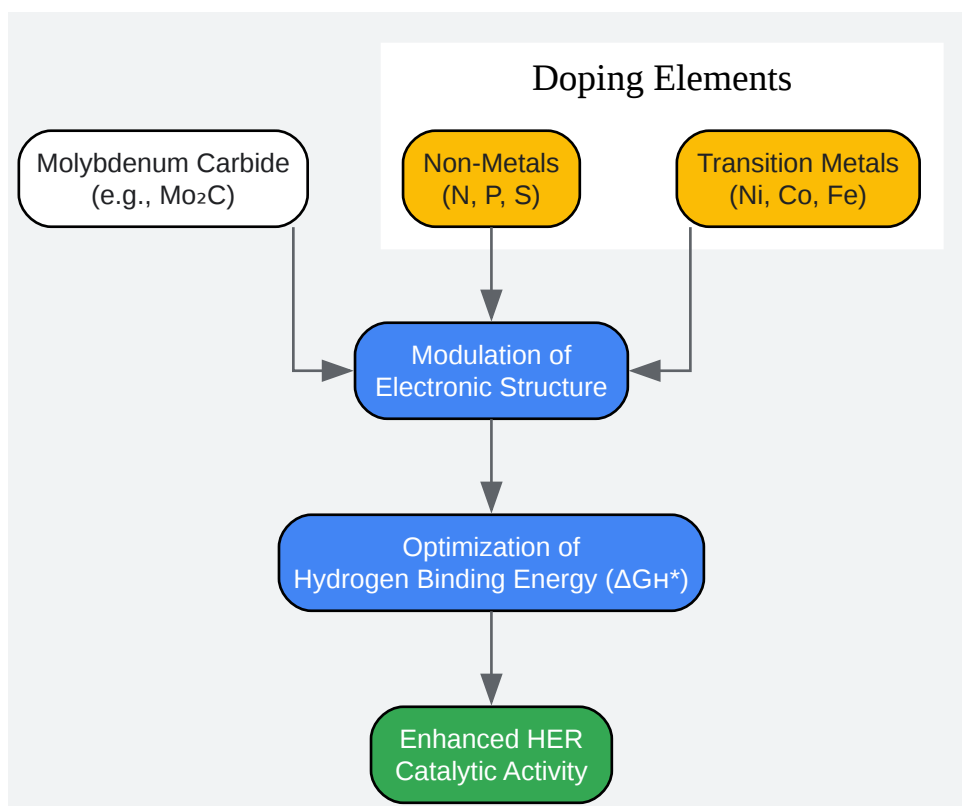 Doping Elements
Molybdenum Carbide
(e.g., Mo₂C)
Non-Metals
(N, P, S)
Transition Metals
(Ni, Co, Fe)
Modulation of
Electronic Structure
Optimization of
Hydrogen Binding Energy (ΔGʜ*)
Enhanced HER
Catalytic Activity